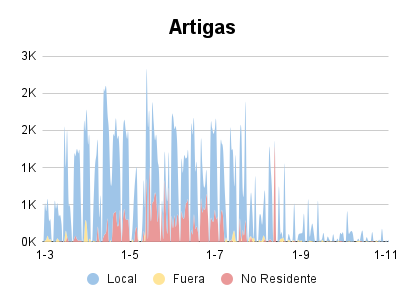 Artigas
3K
2K
2K
1K
1K
0K
1-3
1-5
1-7
1-9
1-11
Local
Fuera
No Residente